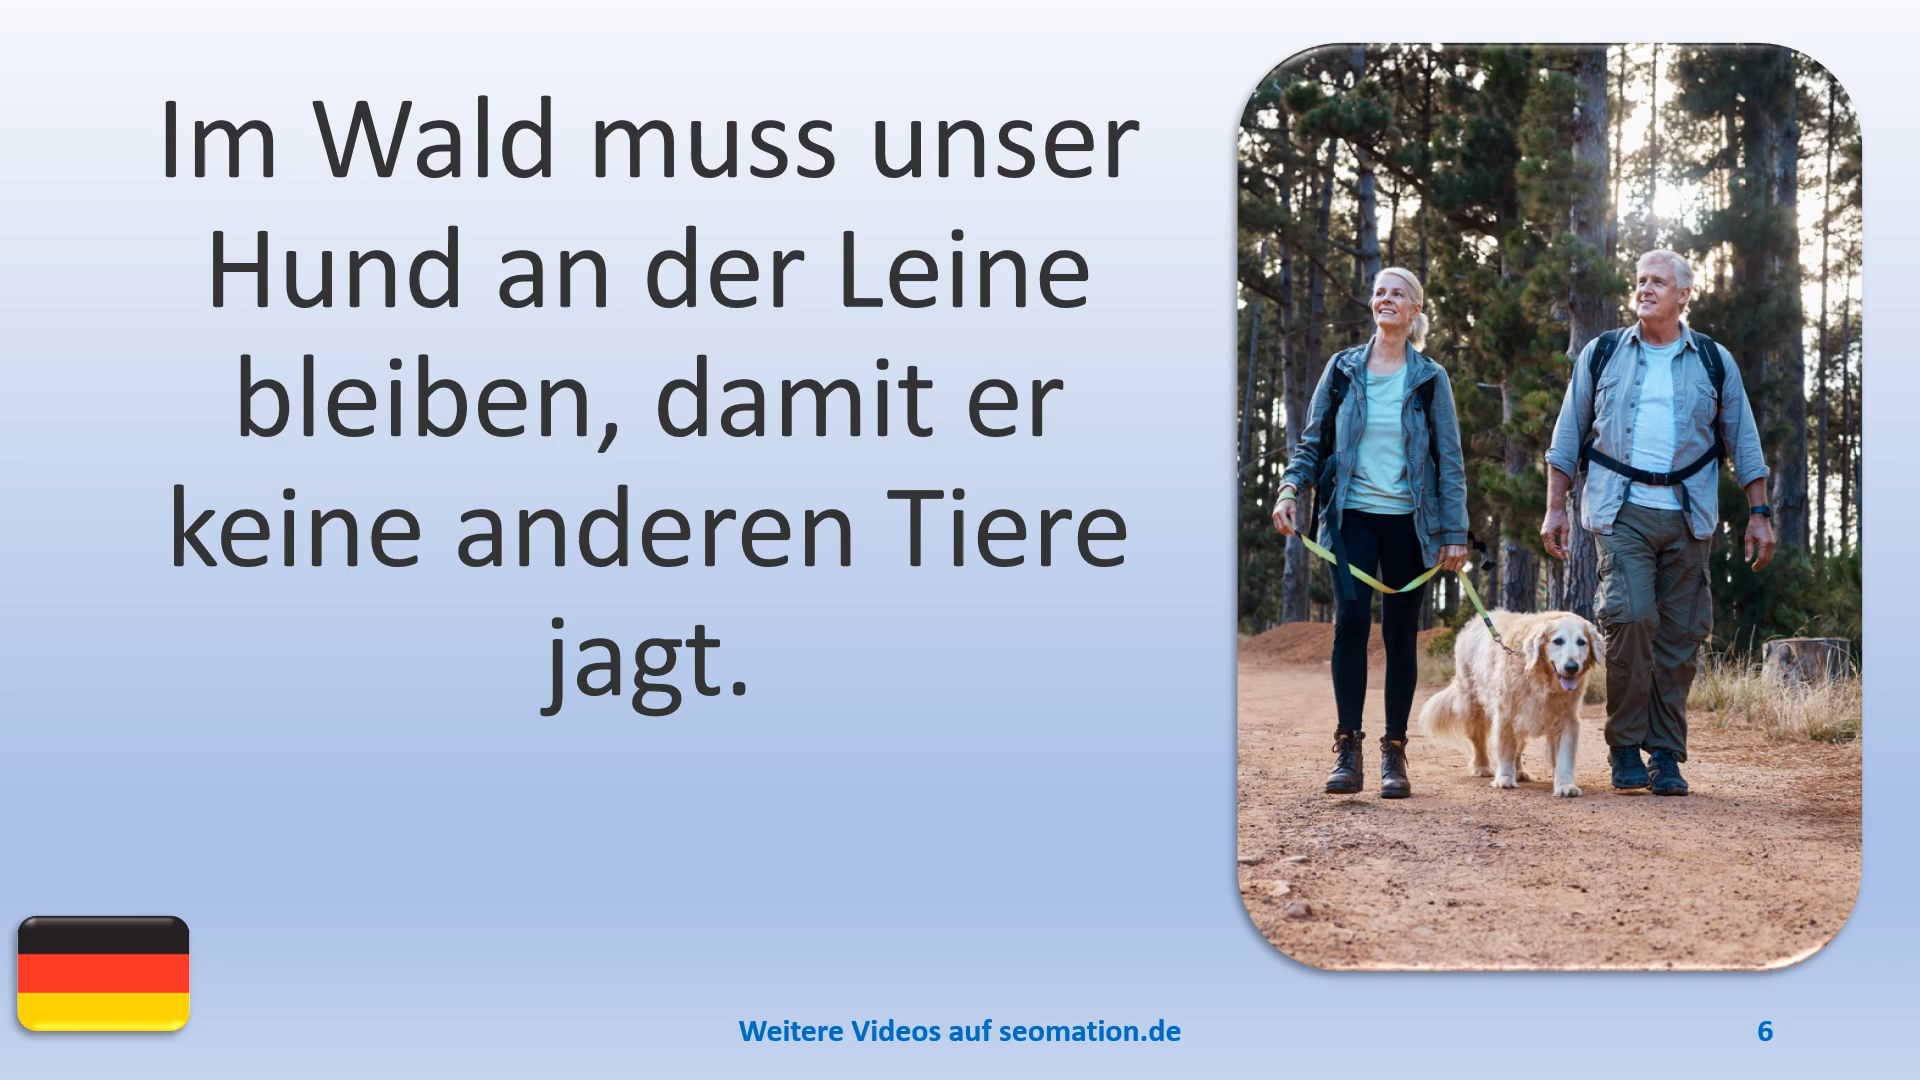 Im Wald muss unser
Hund an der Leine
bleiben, damit er
keine anderen Tiere
jagt.
Weitere Videos auf seomation.de
6